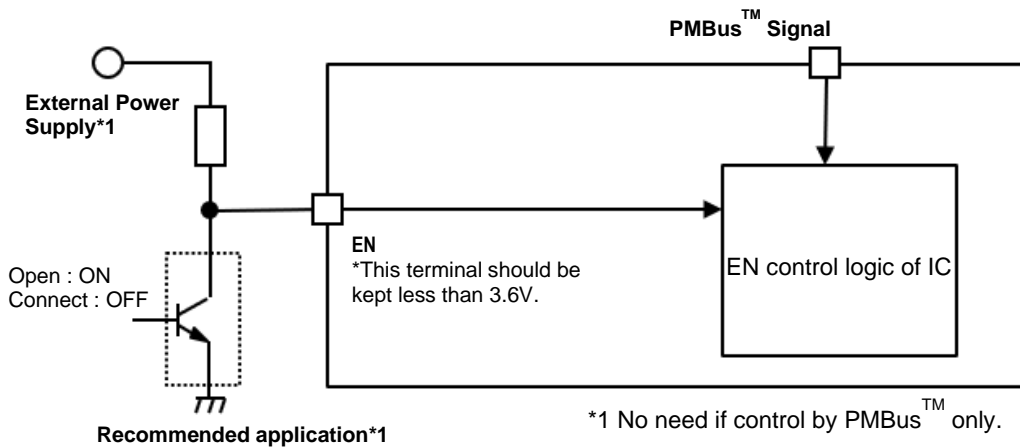 PMBus™ Signal
External Power
Supply*1
EN
*This terminal should be
kept less than 3.6V.
EN control logic of IC
Open : ON
Connect : OFF
Recommended application*1
*1 No need if control by PMBus™ only.